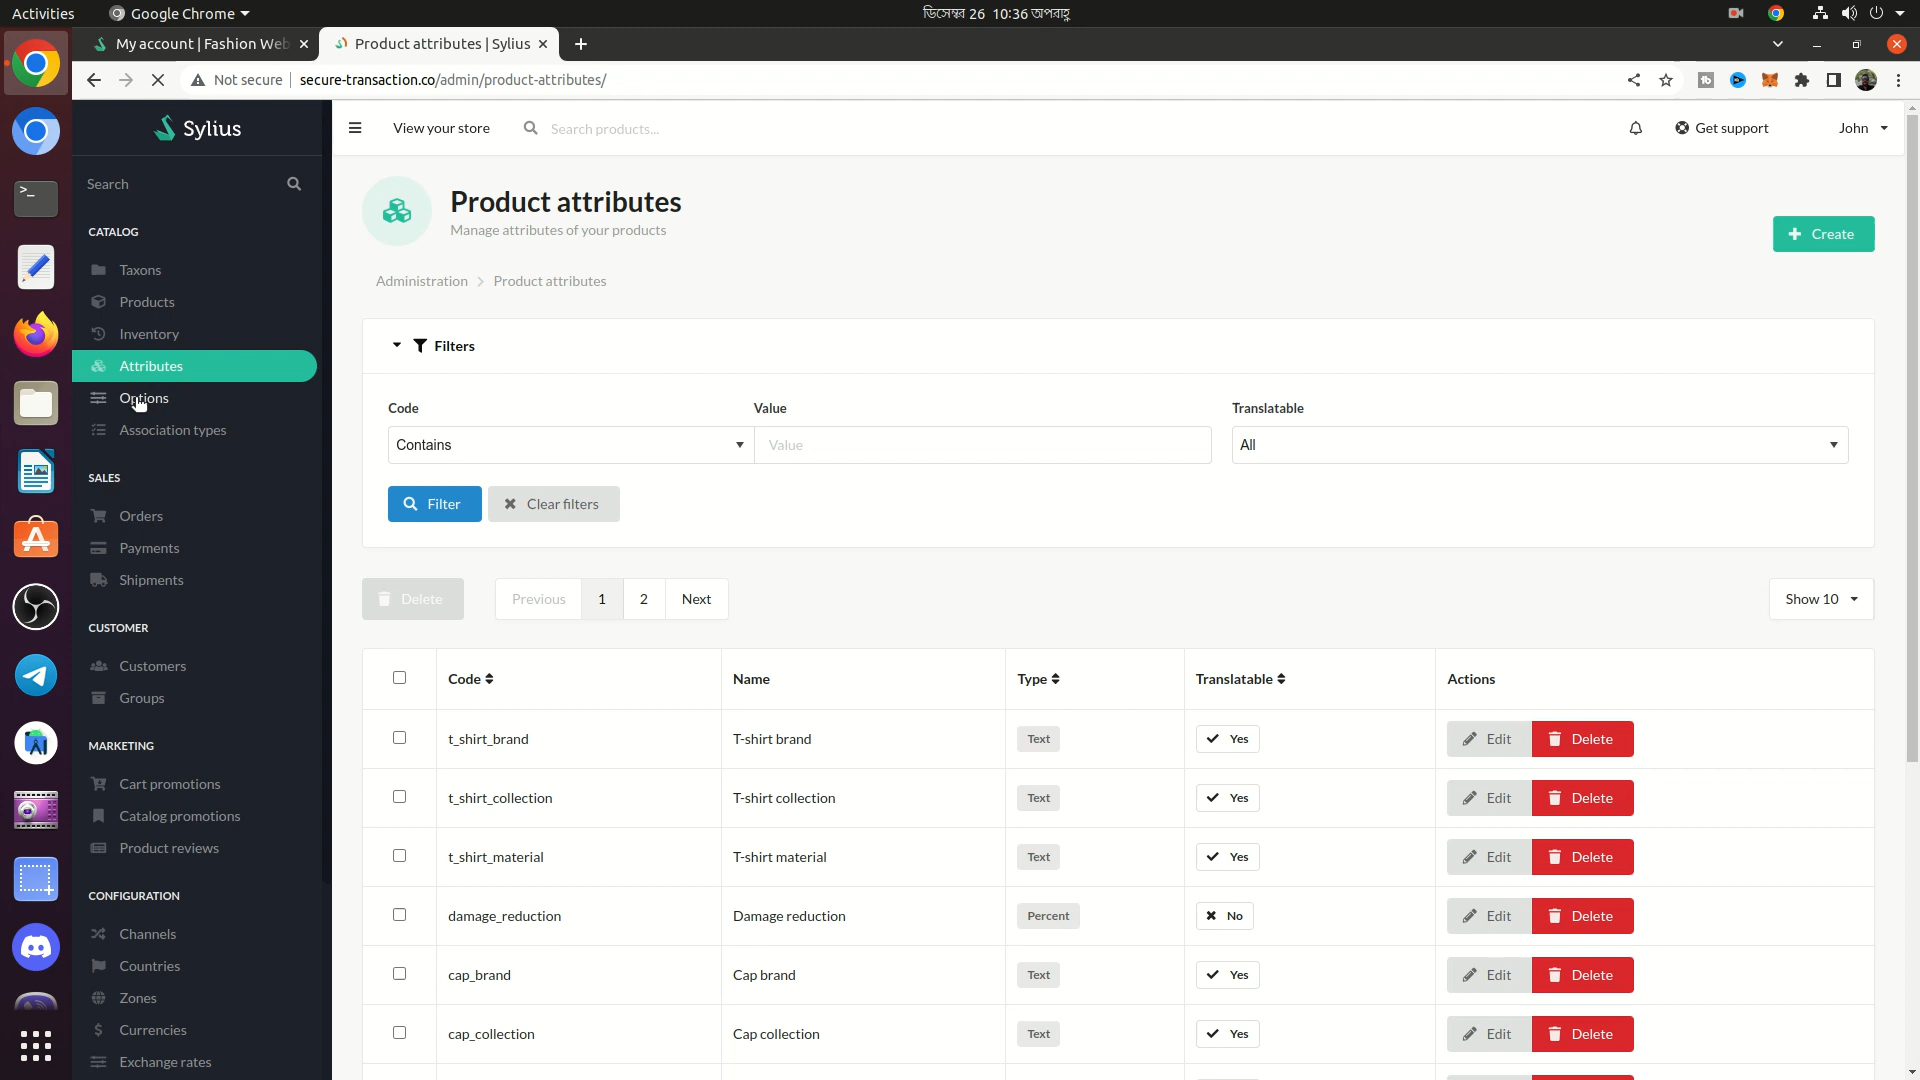 Activities Google Chrome ডিসেম্বর 26 10:36 অপরাহ্ণ
My account | Fashion Web Product attributes | Sylius
Not secure secure-transaction.co/admin/product-attributes/
Sylius View your store Search products... Get support John
Search
Product attributes
Manage attributes of your products
Create
Administration Product attributes
CATALOG
Taxons
Products
Inventory
Attributes
Options
Association types
SALES
Orders
Payments
Shipments
CUSTOMER
Customers
Groups
MARKETING
Cart promotions
Catalog promotions
Product reviews
CONFIGURATION
Channels
Countries
Zones
Currencies
Exchange rates
Filters
Code Value Translatable
Contains Value All
Filter Clear filters
Delete Previous 1 2 Next Show 10
Code Name Type Translatable Actions
t_shirt_brand T-shirt brand Text Yes Edit Delete
t_shirt_collection T-shirt collection Text Yes Edit Delete
t_shirt_material T-shirt material Text Yes Edit Delete
damage_reduction Damage reduction Percent No Edit Delete
cap_brand Cap brand Text Yes Edit Delete
cap_collection Cap collection Text Yes Edit Delete